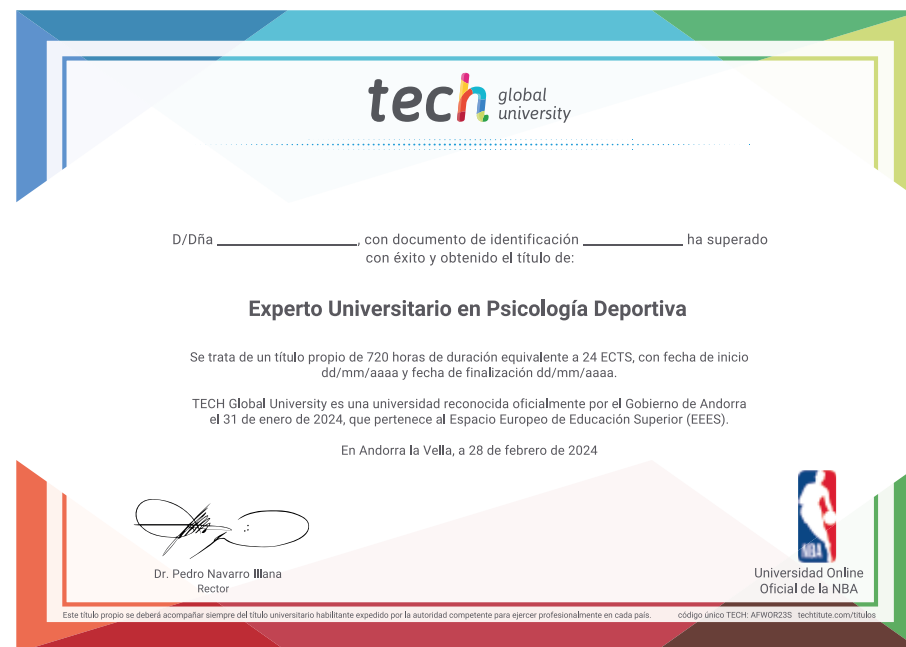 tech global
university
D/Dña ____________________, con documento de identificación ______________ ha superado
con éxito y obtenido el título de:
Experto Universitario en Psicología Deportiva
Se trata de un título propio de 720 horas de duración equivalente a 24 ECTS, con fecha de inicio
dd/mm/aaaa y fecha de finalización dd/mm/aaaa.
TECH Global University es una universidad reconocida oficialmente por el Gobierno de Andorra
el 31 de enero de 2024, que pertenece al Espacio Europeo de Educación Superior (EEES).
En Andorra la Vella, a 28 de febrero de 2024
Dr. Pedro Navarro Illana
Rector
NBA
Universidad Online
Oficial de la NBA
Este título propio se deberá acompañar siempre del título universitario habilitante expedido por la autoridad competente para ejercer profesionalmente en cada país. código único TECH: AFWOR23S techtitute.com/titulos